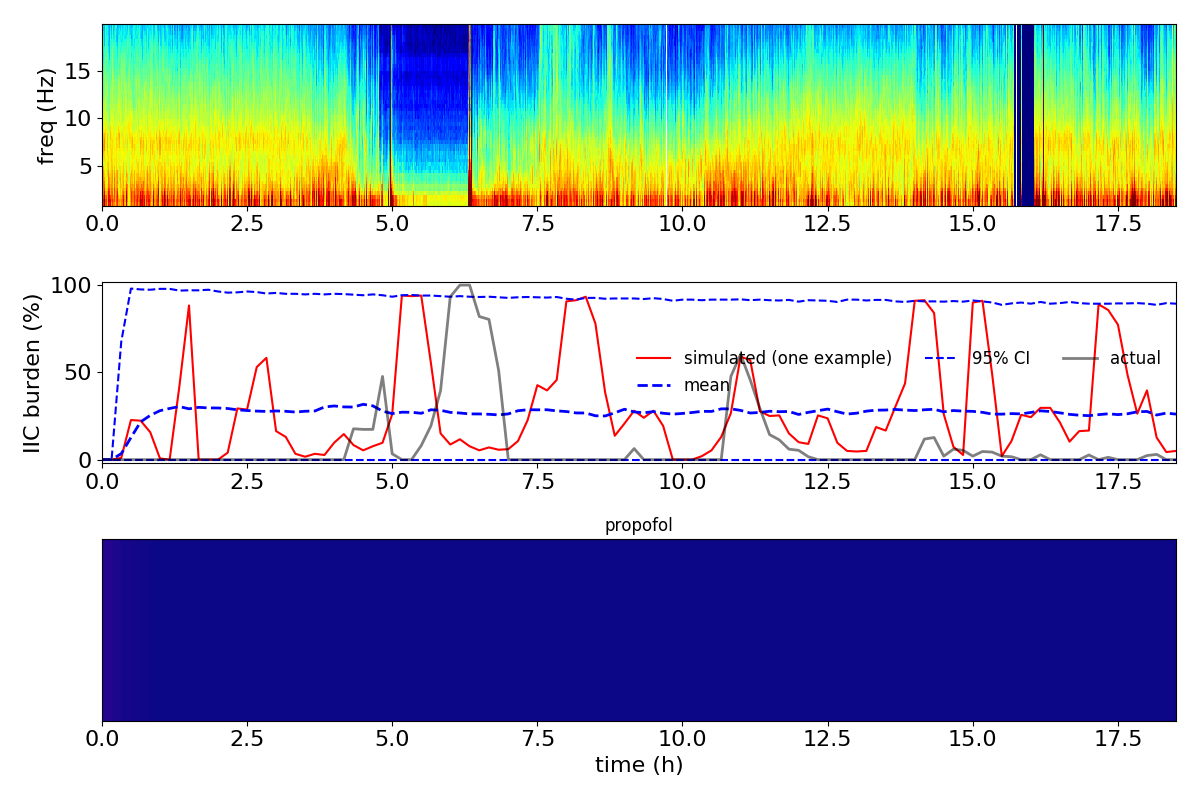 freq (Hz)
15
10
5
0.0 2.5 5.0 7.5 10.0 12.5 15.0 17.5
IIC burden (%)
100
50
0
simulated (one example) 95% CI actual
mean
0.0 2.5 5.0 7.5 10.0 12.5 15.0 17.5
propofol
0.0 2.5 5.0 7.5 10.0 12.5 15.0 17.5
time (h)